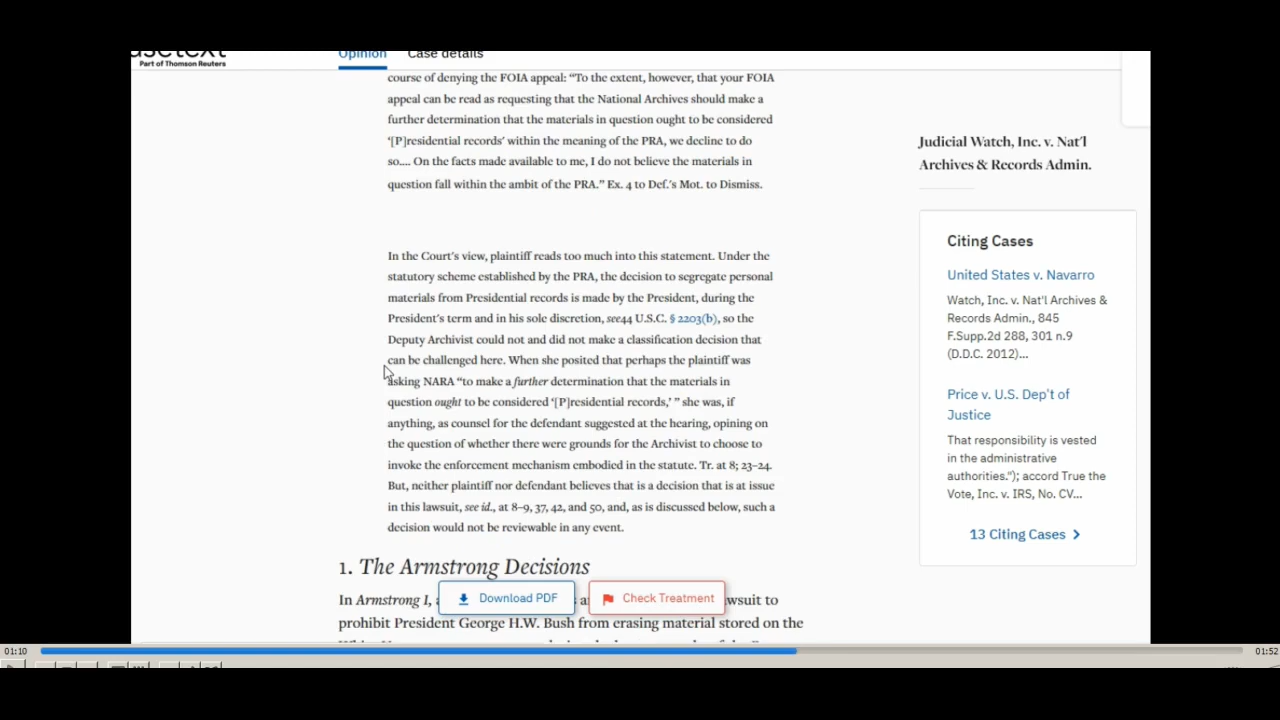 Part of Thomson Reuters
Opinion Case details
course of denying the FOIA appeal: “To the extent, however, that your FOIA
appeal can be read as requesting that the National Archives should make a
further determination that the materials in question ought to be considered
‘[P]residential records’ within the meaning of the PRA, we decline to do
so.... On the facts made available to me, I do not believe the materials in
question fall within the ambit of the PRA.” Ex. 4 to Def.'s Mot. to Dismiss.
In the Court's view, plaintiff reads too much into this statement. Under the
statutory scheme established by the PRA, the decision to segregate personal
materials from Presidential records is made by the President, during the
President's term and in his sole discretion, see44 U.S.C. § 2203(b), so the
Deputy Archivist could not and did not make a classification decision that
can be challenged here. When she posited that perhaps the plaintiff was
asking NARA “to make a further determination that the materials in
question ought to be considered ‘[P]residential records,’ ” she was, if
anything, as counsel for the defendant suggested at the hearing, opining on
the question of whether there were grounds for the Archivist to choose to
invoke the enforcement mechanism embodied in the statute. Tr. at 8; 23–24.
But, neither plaintiff nor defendant believes that is a decision that is at issue
in this lawsuit, see id., at 8–9, 37, 42, and 50, and, as is discussed below, such a
decision would not be reviewable in any event.
1. The Armstrong Decisions
In Armstrong I,
lawsuit to
prohibit President George H.W. Bush from erasing material stored on the
Download PDF
Check Treatment
Judicial Watch, Inc. v. Nat'l
Archives & Records Admin.
Citing Cases
United States v. Navarro
Watch, Inc. v. Nat'l Archives &
Records Admin., 845
F.Supp.2d 288, 301 n.9
(D.D.C. 2012)...
Price v. U.S. Dep't of
Justice
That responsibility is vested
in the administrative
authorities.”); accord True the
Vote, Inc. v. IRS, No. CV...
13 Citing Cases
01:10
01:52